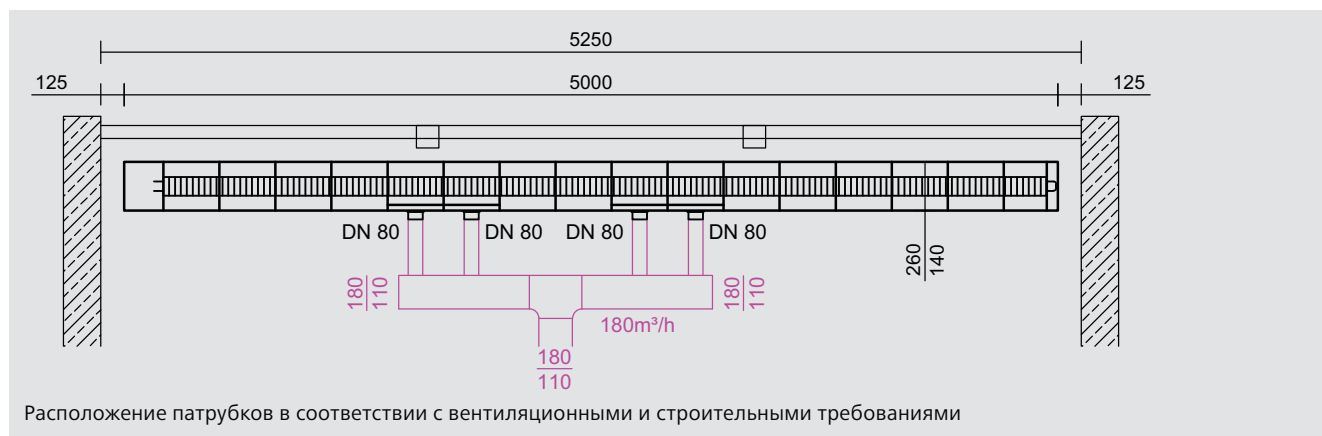 5250
125
5000
125
DN 80
DN 80
DN 80
DN 80
260
140
180
110
180
110
180m³/h
180
110
Расположение патрубков в соответствии с вентиляционными и строительными требованиями